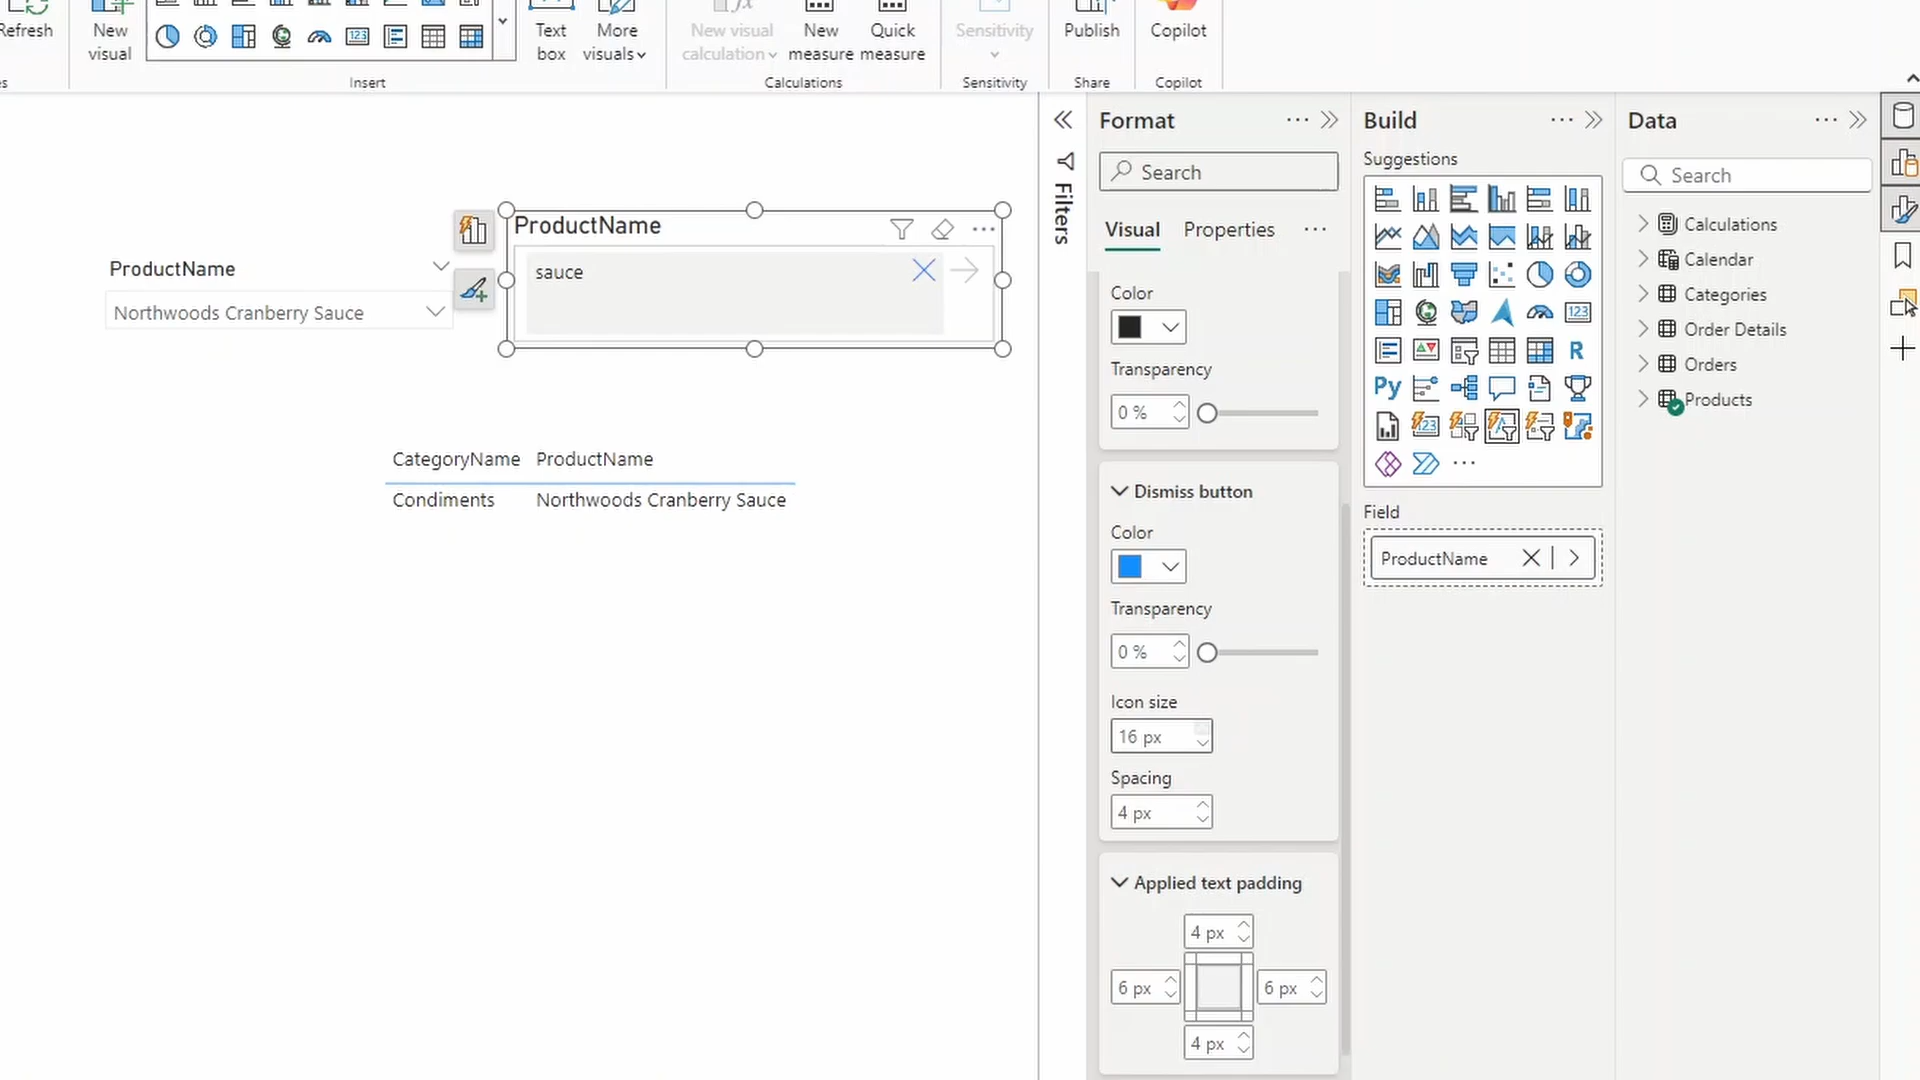 Refresh
New visual
Text box
More visuals
New visual calculation
New measure
Quick measure
Sensitivity
Publish
Copilot
s
Insert
Calculations
Sensitivity
Share
Copilot
Format
Search
Visual
Properties
Color
Transparency
0 %
Dismiss button
Color
Transparency
0 %
Icon size
16 px
Spacing
4 px
Applied text padding
4 px
6 px
6 px
4 px
Build
Suggestions
123
R
Py
123
Field
ProductName
Data
Search
Calculations
Calendar
Categories
Order Details
Orders
Products
Filters
ProductName
Northwoods Cranberry Sauce
ProductName
sauce
CategoryName ProductName
Condiments Northwoods Cranberry Sauce